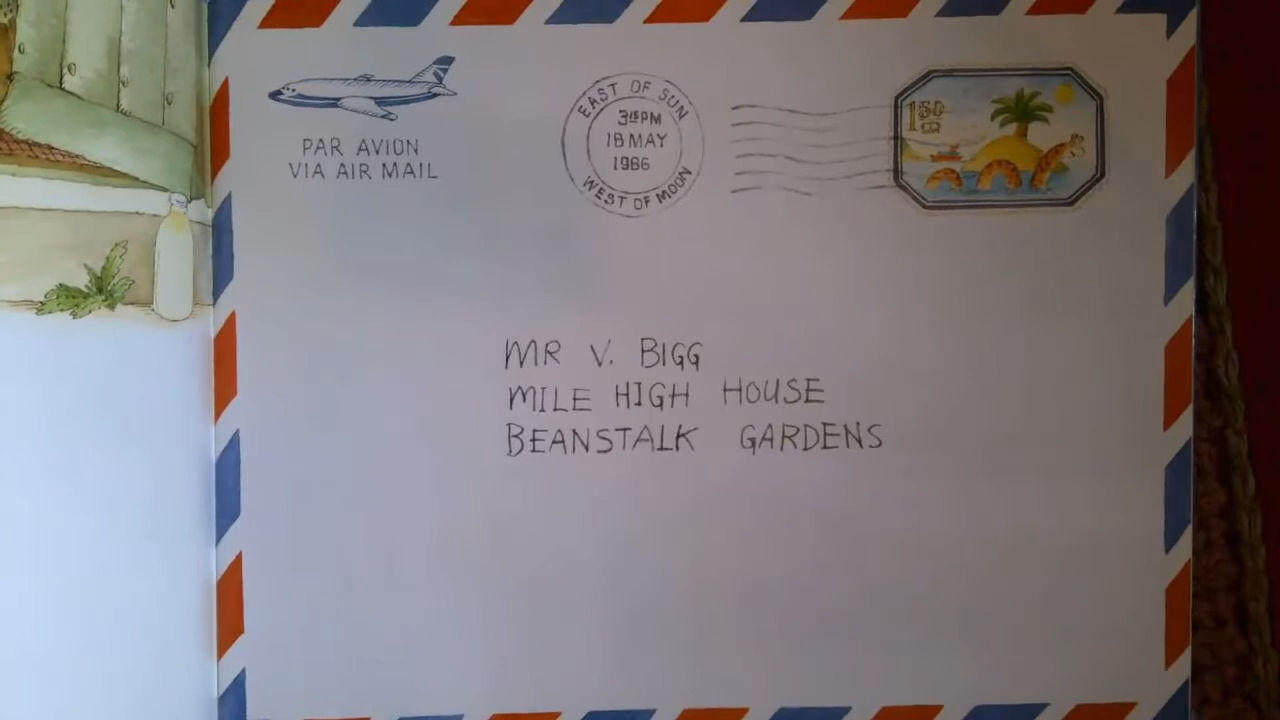 PAR AVION
VIA AIR MAIL
EAST OF SUN
315PM
18 MAY
1986
WEST OF MOON
MR V. BIGG
MILE HIGH HOUSE
BEANSTALK GARDENS